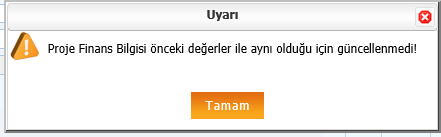 Uyarı
Proje Finans Bilgisi önceki değerler ile aynı olduğu için güncellenmedi!
Tamam